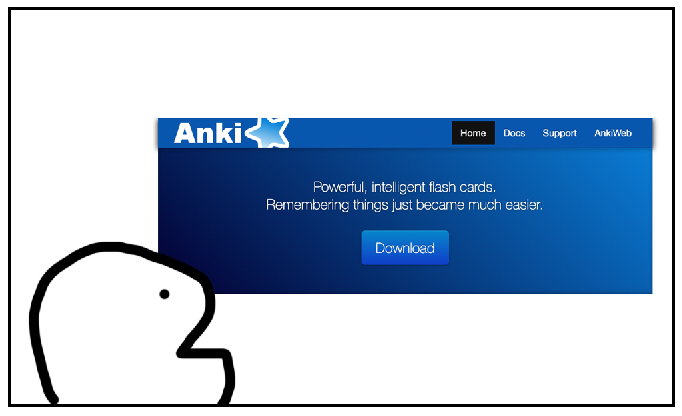 Anki
Home Docs Support AnkiWeb
Powerful, intelligent flash cards.
Remembering things just became much easier.
Download